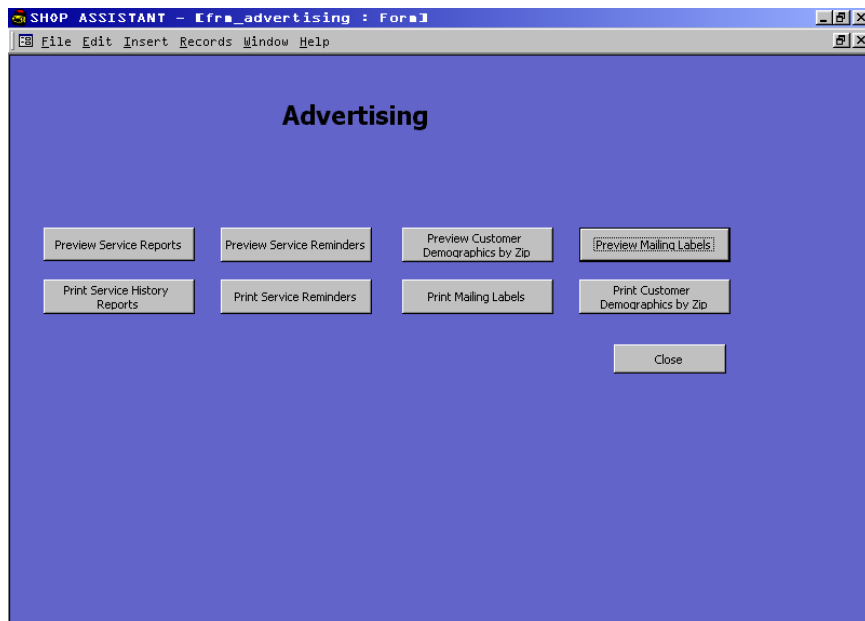 SHOP ASSISTANT - [frm_advertising : Form]
File Edit Insert Records Window Help
Advertising
Preview Service Reports
Preview Service Reminders
Preview Customer
Demographics by Zip
Preview Mailing Labels
Print Service History
Reports
Print Service Reminders
Print Mailing Labels
Print Customer
Demographics by Zip
Close